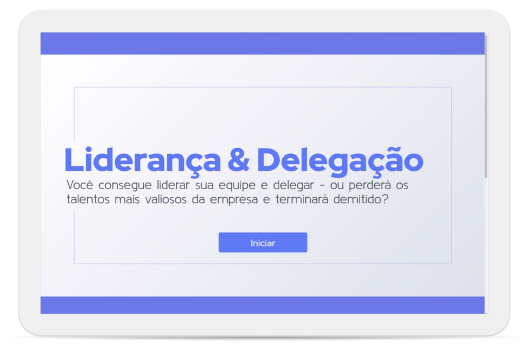 Liderança & Delegação
Você consegue liderar sua equipe e delegar - ou perderá os
talentos mais valiosos da empresa e terminará demitido?
Iniciar